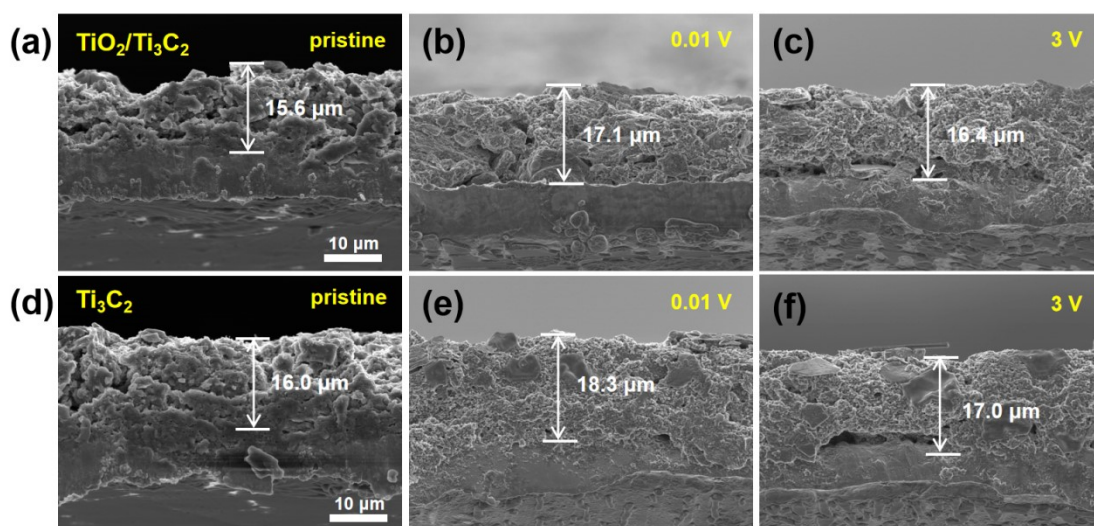 (a) TiO₂/Ti₃C₂ pristine
15.6 μm
10 μm
(b) 0.01 V
17.1 μm
(c) 3 V
16.4 μm
(d) Ti₃C₂ pristine
16.0 μm
10 μm
(e) 0.01 V
18.3 μm
(f) 3 V
17.0 μm